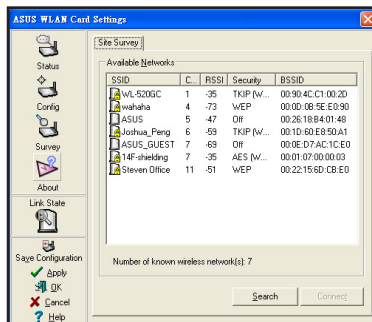 ASUS WLAN Card Settings
Status
Config
Survey
About
Link State
Save Configuration
Apply
OK
Cancel
Help
Site Survey
Available Networks
SSID C... RSSI Security BSSID
WL-520GC 1 -35 TKIP (W... 00:90:4C:C1:00:2D
wahaha 4 -73 WEP 00:0D:0B:5E:E0:90
ASUS 5 -47 Off 00:26:18:B4:01:48
Joshua_Peng 6 -59 TKIP (W... 00:1D:60:E8:50:A1
ASUS_GUEST 7 -69 Off 00:0E:D7:AC:1C:E0
14F-shielding 7 -35 AES (W... 00:01:07:00:00:03
Steven Office 11 -51 WEP 00:22:15:6D:CB:E0
Number of known wireless network(s): 7
Search
Connect